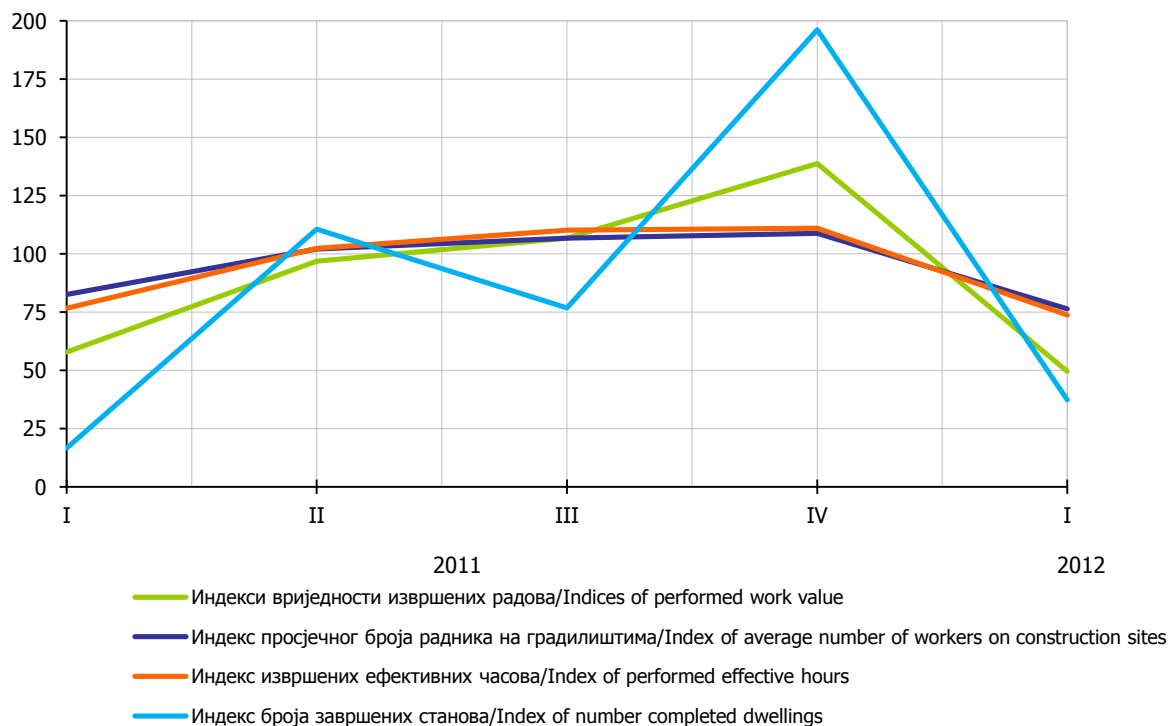 200
175
150
125
100
75
50
25
0
I II III IV I
2011 2012
Индекси вриједности извршених радова/Indices of performed work value
Индекс просјечног броја радника на градилиштима/Index of average number of workers on construction sites
Индекс извршених ефективних часова/Index of performed effective hours
Индекс броја завршених станова/Index of number completed dwellings